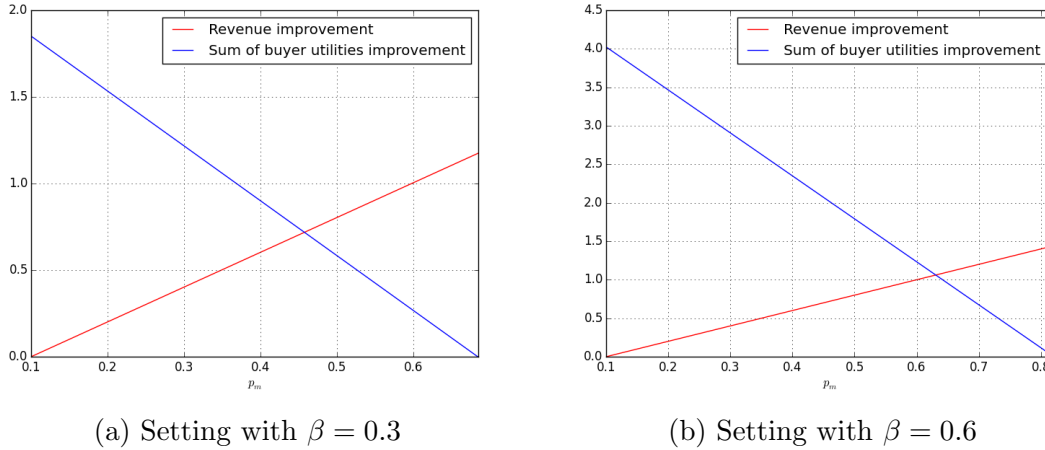 2.0
1.5
1.0
0.5
0.0
0.1 0.2 0.3 0.4 0.5 0.6
p_m
Revenue improvement
Sum of buyer utilities improvement
(a) Setting with β = 0.3
4.5
4.0
3.5
3.0
2.5
2.0
1.5
1.0
0.5
0.0
0.1 0.2 0.3 0.4 0.5 0.6 0.7 0.8
p_m
Revenue improvement
Sum of buyer utilities improvement
(b) Setting with β = 0.6